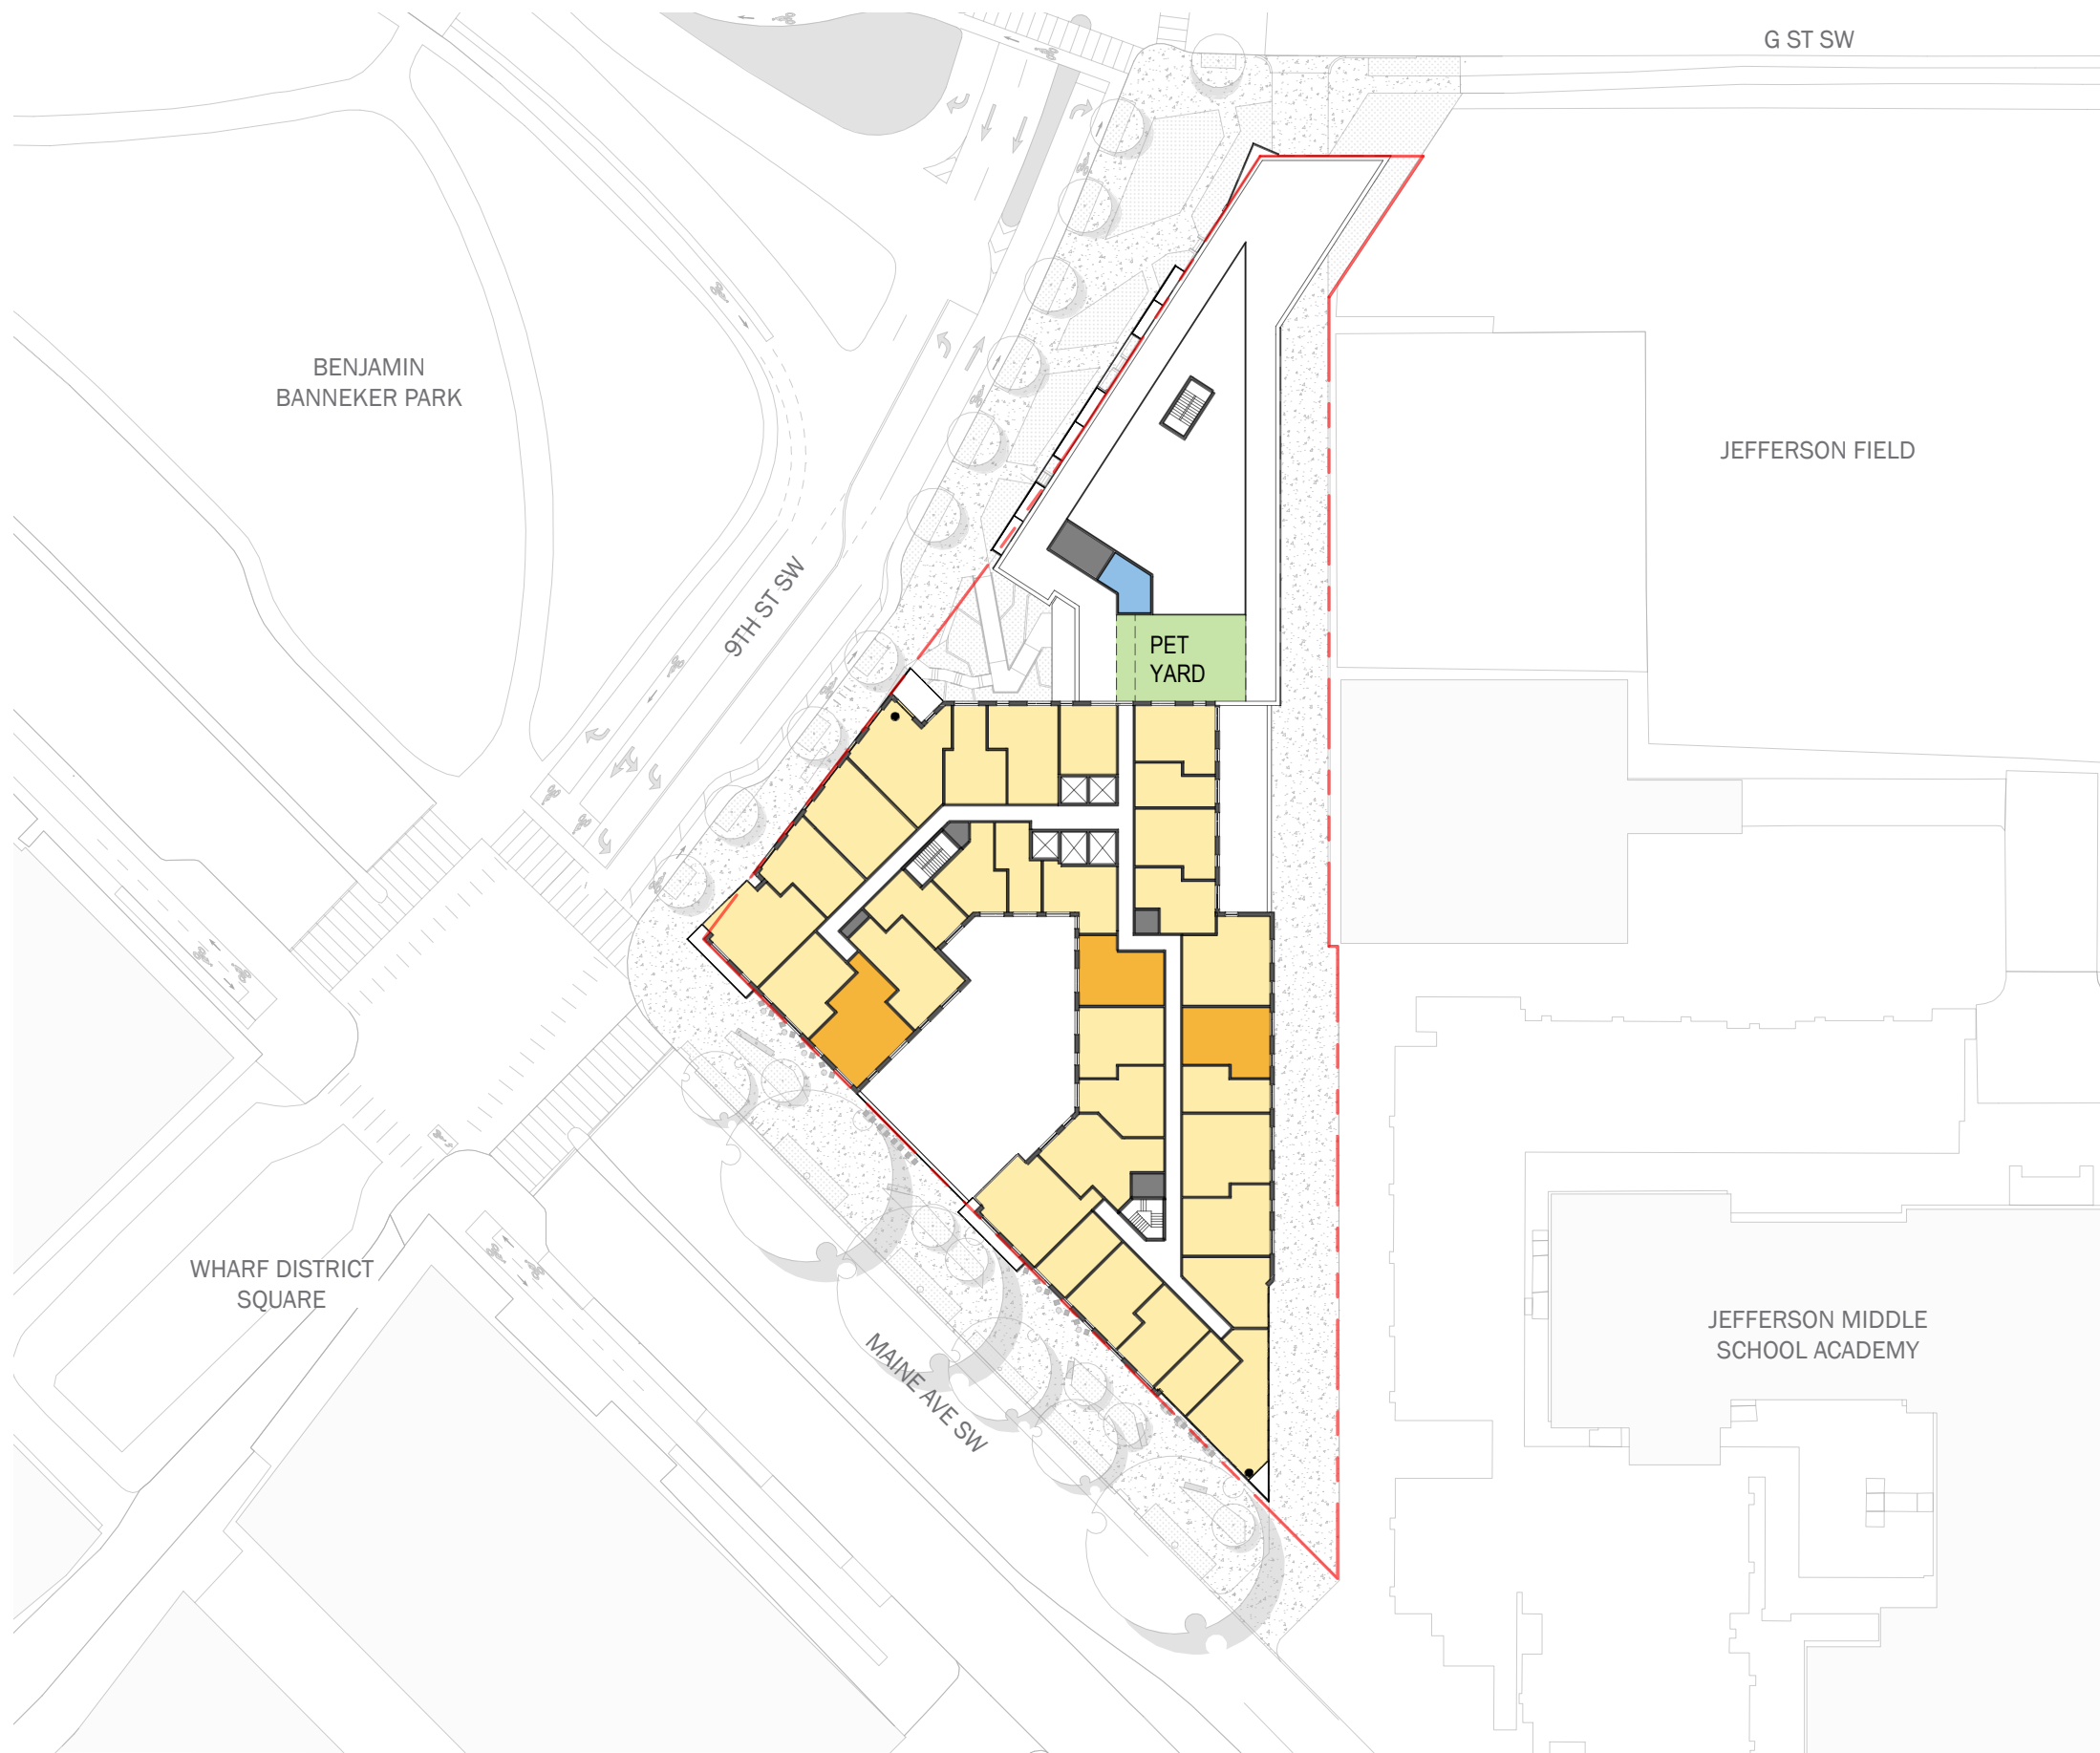 G ST SW
BENJAMIN
BANNEKER PARK
JEFFERSON FIELD
9TH ST SW
PET
YARD
WHARF DISTRICT
SQUARE
MAINE AVE SW
JEFFERSON MIDDLE
SCHOOL ACADEMY